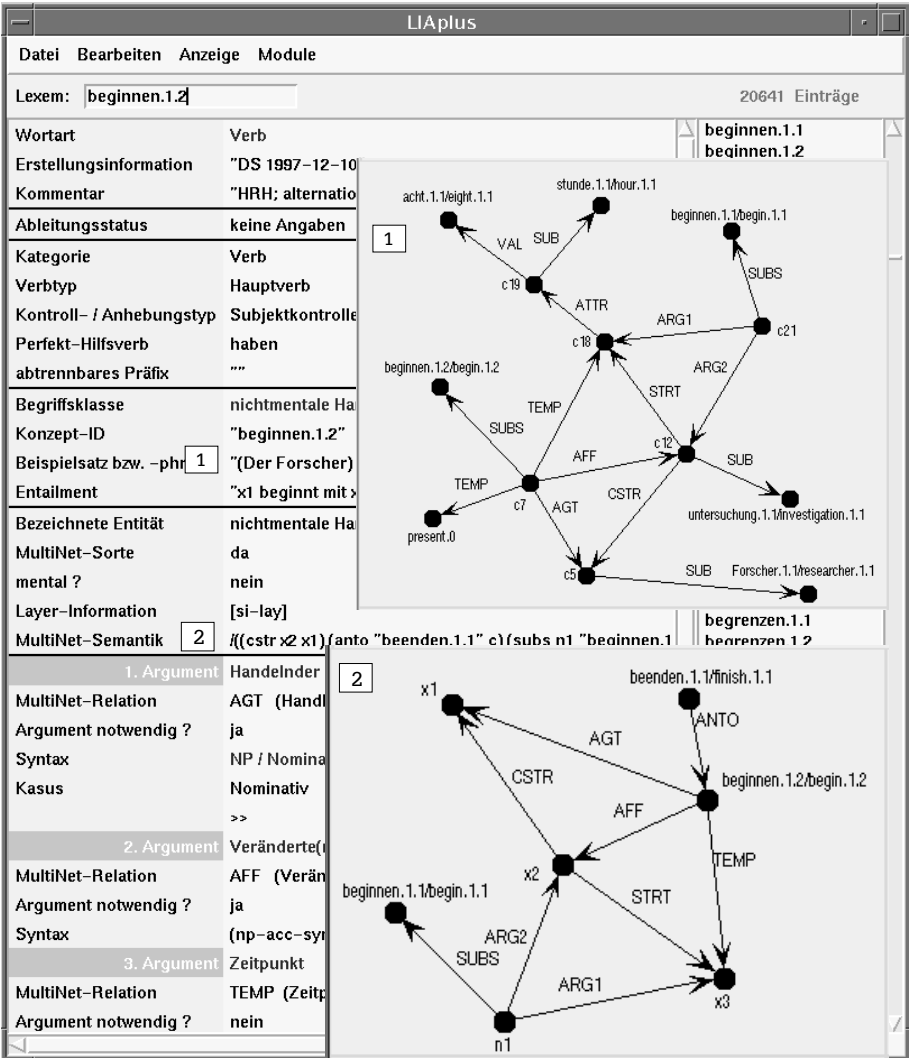 LIAplus
Datei Bearbeiten Anzeige Module
Lexem: beginnen.1.2 20641 Einträge
Wortart Verb
Erstellungsinformation "DS 1997-12-10
Kommentar "HRH; alternatio
Ableitungsstatus keine Angaben
Kategorie Verb
Verbtyp Hauptverb
Kontroll- / Anhebungstyp Subjektkontrolle
Perfekt-Hilfsverb haben
abtrennbares Präfix ""
Begriffsklasse nichtmentale Ha
Konzept-ID "beginnen.1.2"
Beispielsatz bzw. -phr 1 "(Der Forscher)
Entailment "x1 beginnt mit x
Bezeichnete Entität nichtmentale Ha
MultiNet-Sorte da
mental ? nein
Layer-Information [si-lay]
MultiNet-Semantik 2 /((cstr x2 x1) (anto "beenden.1.1" c) (subs n1 "beginnen.1
1. Argument Handelnder
MultiNet-Relation AGT (Handl
Argument notwendig ? ja
Syntax NP / Nomina
Kasus Nominativ
>>
2. Argument Veränderte(
MultiNet-Relation AFF (Verän
Argument notwendig ? ja
Syntax (np-acc-syn
3. Argument Zeitpunkt
MultiNet-Relation TEMP (Zeitp
Argument notwendig ? nein
beginnen.1.1
beginnen.1.2
begrenzen.1.1
begrenzen.1.2
1
acht.1.1/eight.1.1
stunde.1.1/hour.1.1
beginnen.1.1/begin.1.1
VAL
SUB
SUBS
c19
ATTR
ARG1
c21
c18
ARG2
beginnen.1.2/begin.1.2
STRT
TEMP
SUBS
c12
AFF
SUB
TEMP
CSTR
c7
AGT
untersuchung.1.1/investigation.1.1
present.0
c5
SUB
Forscher.1.1/researcher.1.1
2
x1
beenden.1.1/finish.1.1
ANTO
AGT
CSTR
beginnen.1.2/begin.1.2
AFF
TEMP
x2
beginnen.1.1/begin.1.1
STRT
ARG2
SUBS
ARG1
x3
n1